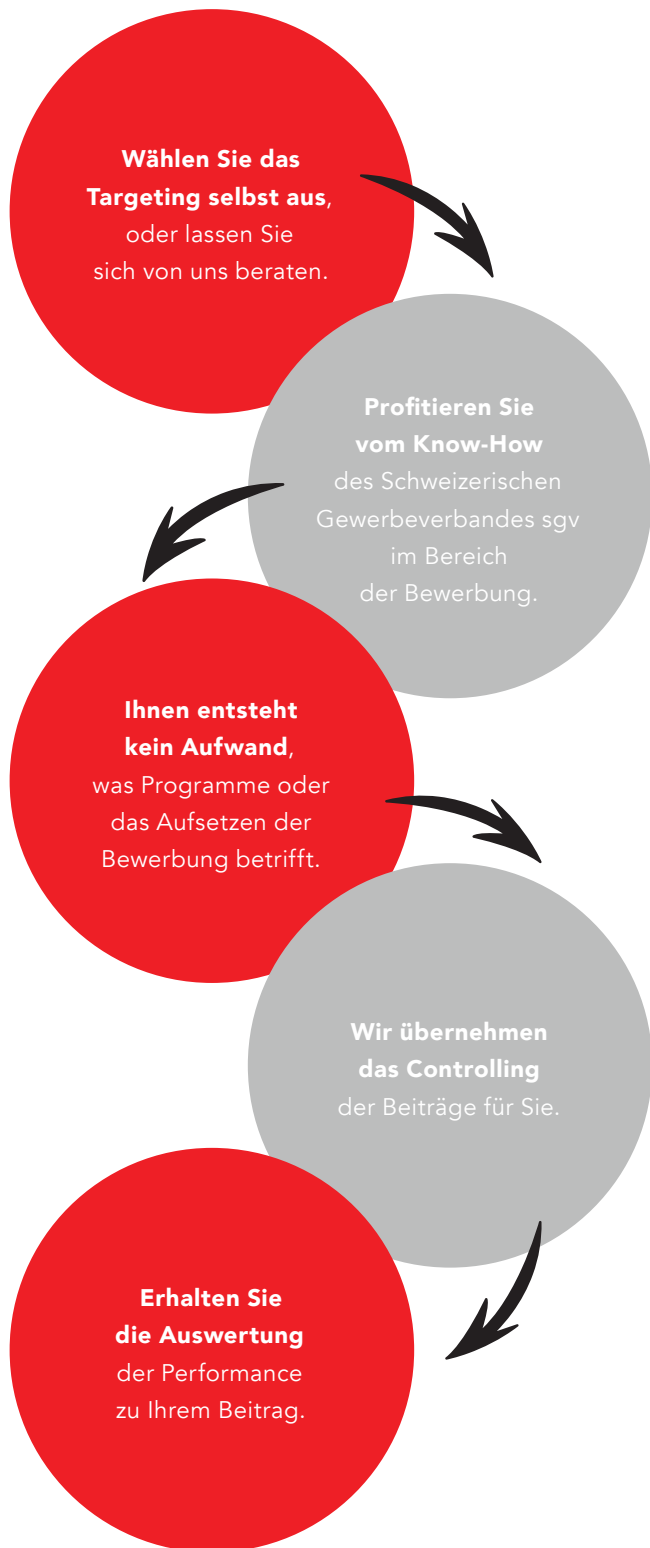 Wählen Sie das
Targeting selbst aus,
oder lassen Sie
sich von uns beraten.
Profitieren Sie
vom Know-How
des Schweizerischen
Gewerbeverbandes sgv
im Bereich
der Bewerbung.
Ihnen entsteht
kein Aufwand,
was Programme oder
das Aufsetzen der
Bewerbung betrifft.
Wir übernehmen
das Controlling
der Beiträge für Sie.
Erhalten Sie
die Auswertung
der Performance
zu Ihrem Beitrag.